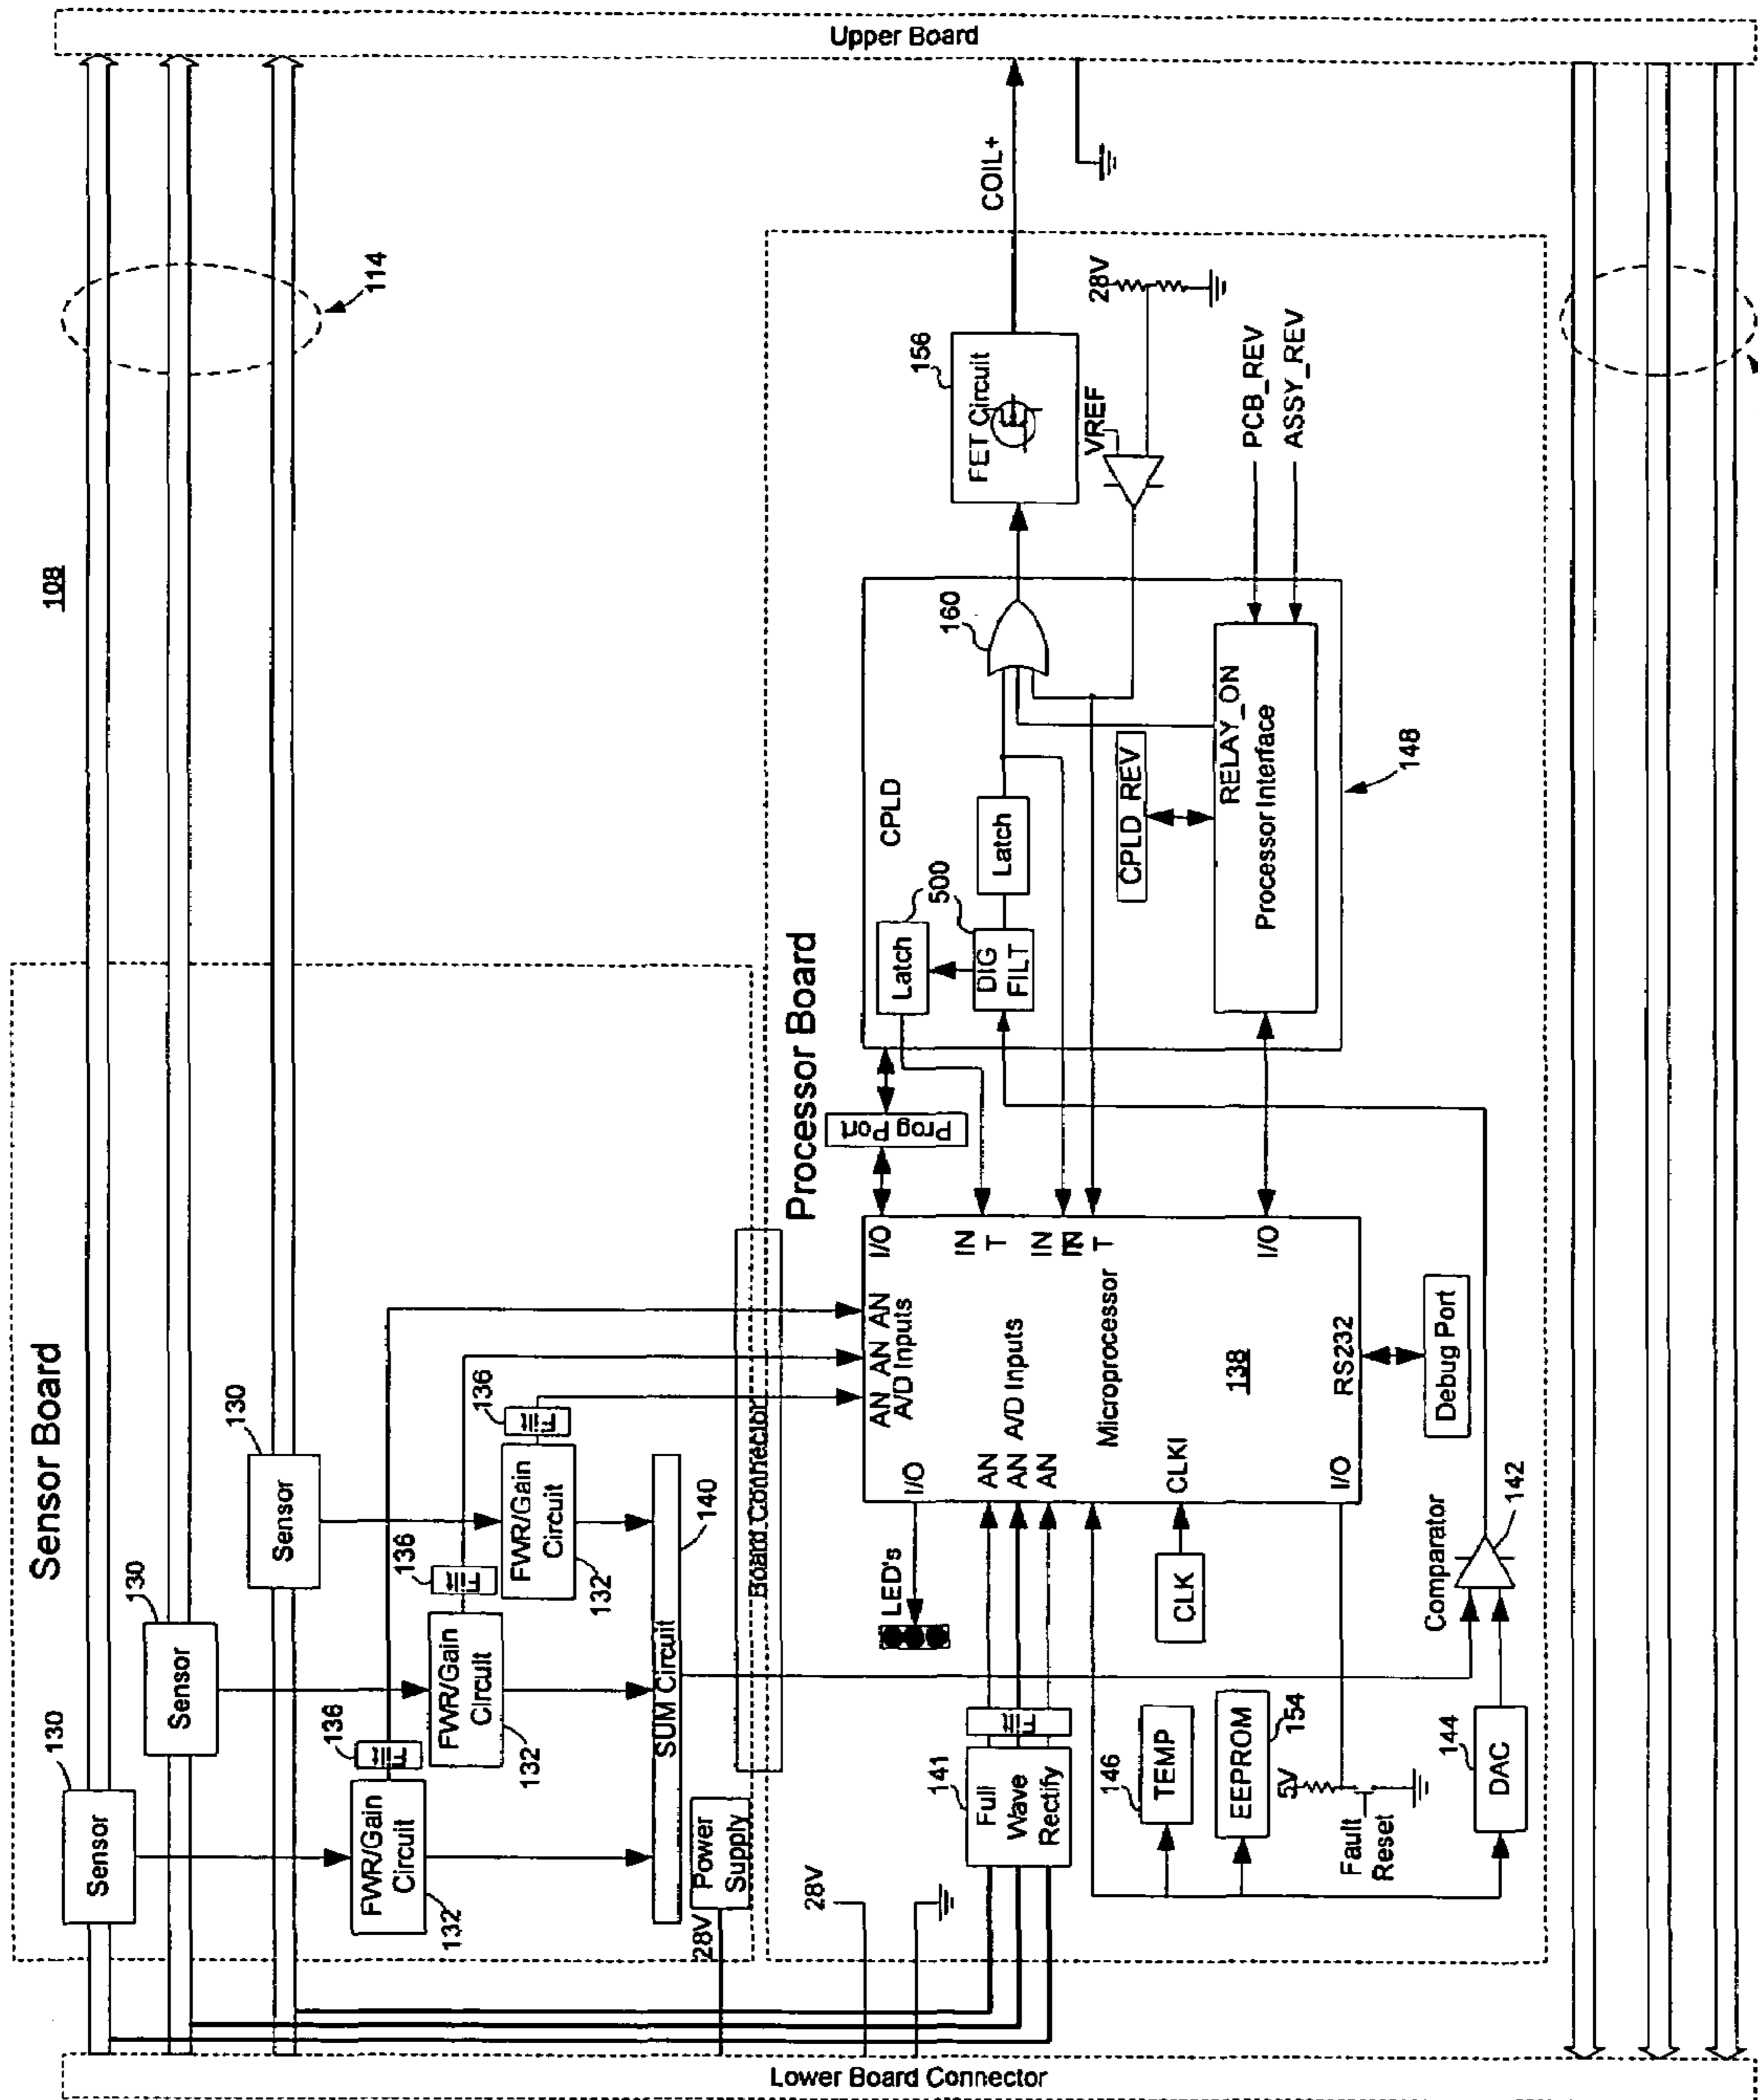 Upper Board
108
114
COIL+
Sensor Board
130
Sensor
130
Sensor
130
Sensor
FWR/Gain
Circuit
132
136
Filt
FWR/Gain
Circuit
132
136
Filt
FWR/Gain
Circuit
132
136
Filt
SUM Circuit
140
Power
Supply
28V
Board Connector
Processor Board
28V
141
Full
Wave
Rectify
Filt
LED's
I/O
AN
AN
AN
A/D Inputs
AN AN AN
A/D Inputs
I/O
IN
T
IN
IN
T
I/O
Microprocessor
138
CLKI
CLK
I/O
RS232
Debug Port
146
TEMP
154
EEPROM
5V
Fault
Reset
144
DAC
Comparator
142
Prog Port
CPLD
Latch
500
DIG
FILT
Latch
160
CPLD_REV
RELAY_ON
Processor Interface
148
156
FET Circuit
VREF
28V
PCB_REV
ASSY_REV
Lower Board Connector